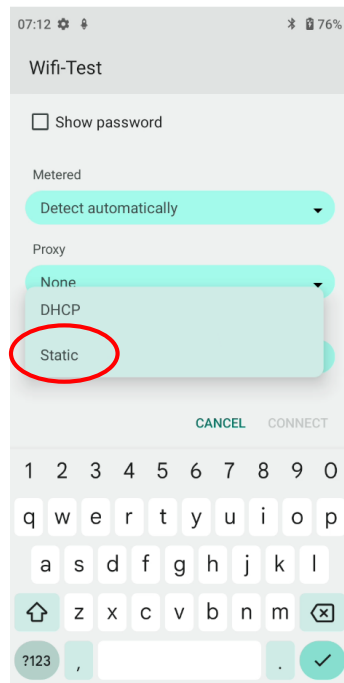 07:12 76%
Wifi-Test
Show password
Metered
Detect automatically
Proxy
None
DHCP
Static
CANCEL CONNECT
1 2 3 4 5 6 7 8 9 0
q w e r t y u i o p
a s d f g h j k l
z x c v b n m
?123 , .